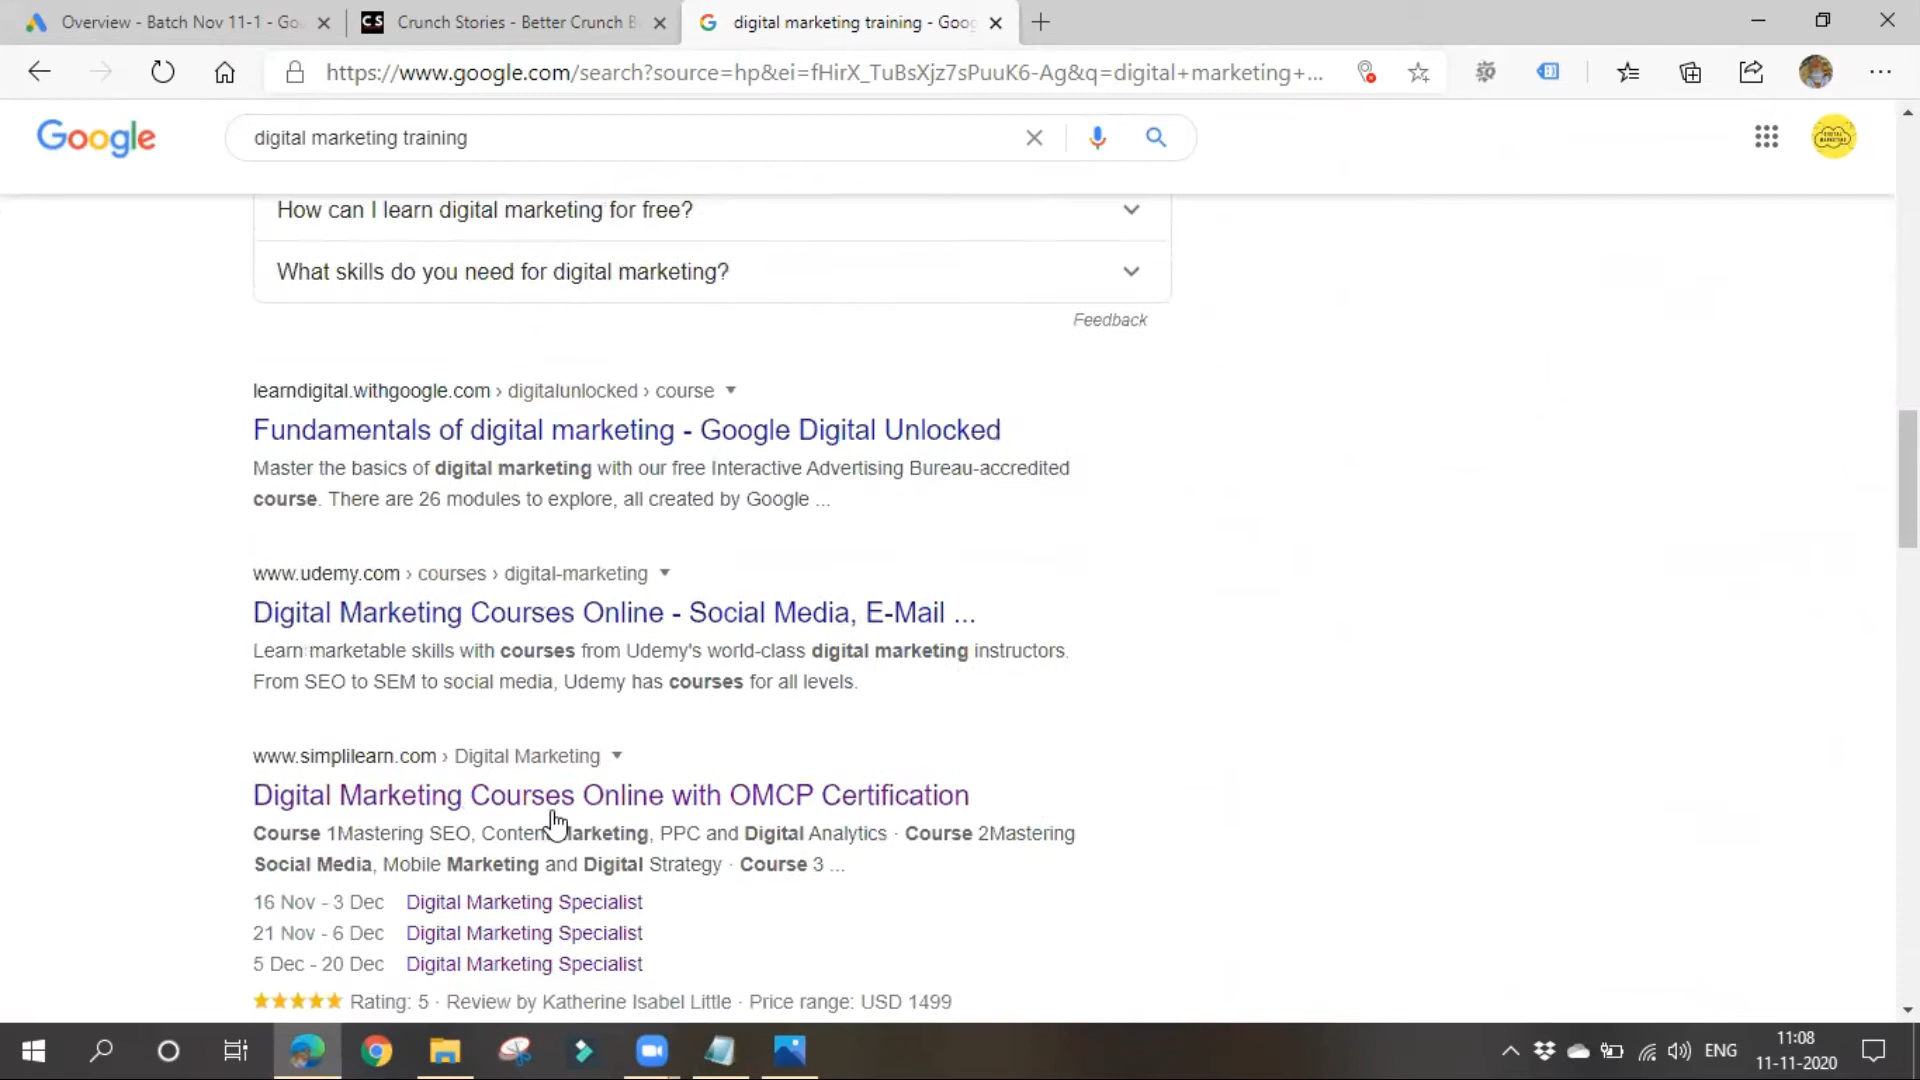 Overview - Batch Nov 11-1 - Go
Crunch Stories - Better Crunch B
digital marketing training - Goog
https://www.google.com/search?source=hp&ei=fHirX_TuBsXjz7sPuuK6-Ag&q=digital+marketing+...
Google
digital marketing training
How can I learn digital marketing for free?
What skills do you need for digital marketing?
Feedback
learndigital.withgoogle.com › digitalunlocked › course
Fundamentals of digital marketing - Google Digital Unlocked
Master the basics of digital marketing with our free Interactive Advertising Bureau-accredited
course. There are 26 modules to explore, all created by Google ...
www.udemy.com › courses › digital-marketing
Digital Marketing Courses Online - Social Media, E-Mail ...
Learn marketable skills with courses from Udemy's world-class digital marketing instructors.
From SEO to SEM to social media, Udemy has courses for all levels.
www.simplilearn.com › Digital Marketing
Digital Marketing Courses Online with OMCP Certification
Course 1Mastering SEO, Content Marketing, PPC and Digital Analytics · Course 2Mastering
Social Media, Mobile Marketing and Digital Strategy · Course 3 ...
16 Nov - 3 Dec Digital Marketing Specialist
21 Nov - 6 Dec Digital Marketing Specialist
5 Dec - 20 Dec Digital Marketing Specialist
Rating: 5 · Review by Katherine Isabel Little · Price range: USD 1499
ENG
11:08
11-11-2020